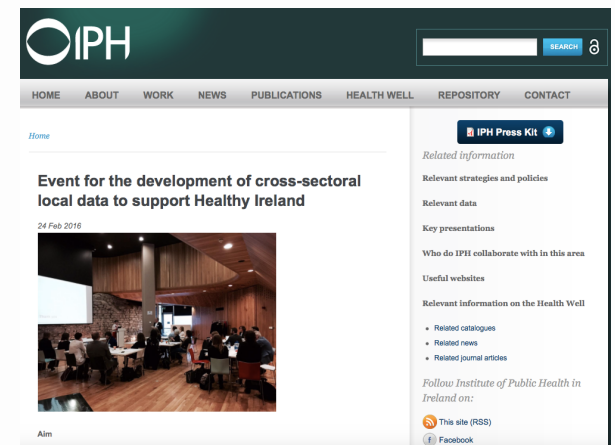 IPH
SEARCH
HOME ABOUT WORK NEWS PUBLICATIONS HEALTH WELL REPOSITORY CONTACT
Home
Event for the development of cross-sectoral
local data to support Healthy Ireland
24 Feb 2016
Aim
IPH Press Kit
Related information
Relevant strategies and policies
Relevant data
Key presentations
Who do IPH collaborate with in this area
Useful websites
Relevant information on the Health Well
Related catalogues
Related news
Related journal articles
Follow Institute of Public Health in
Ireland on:
This site (RSS)
f Facebook